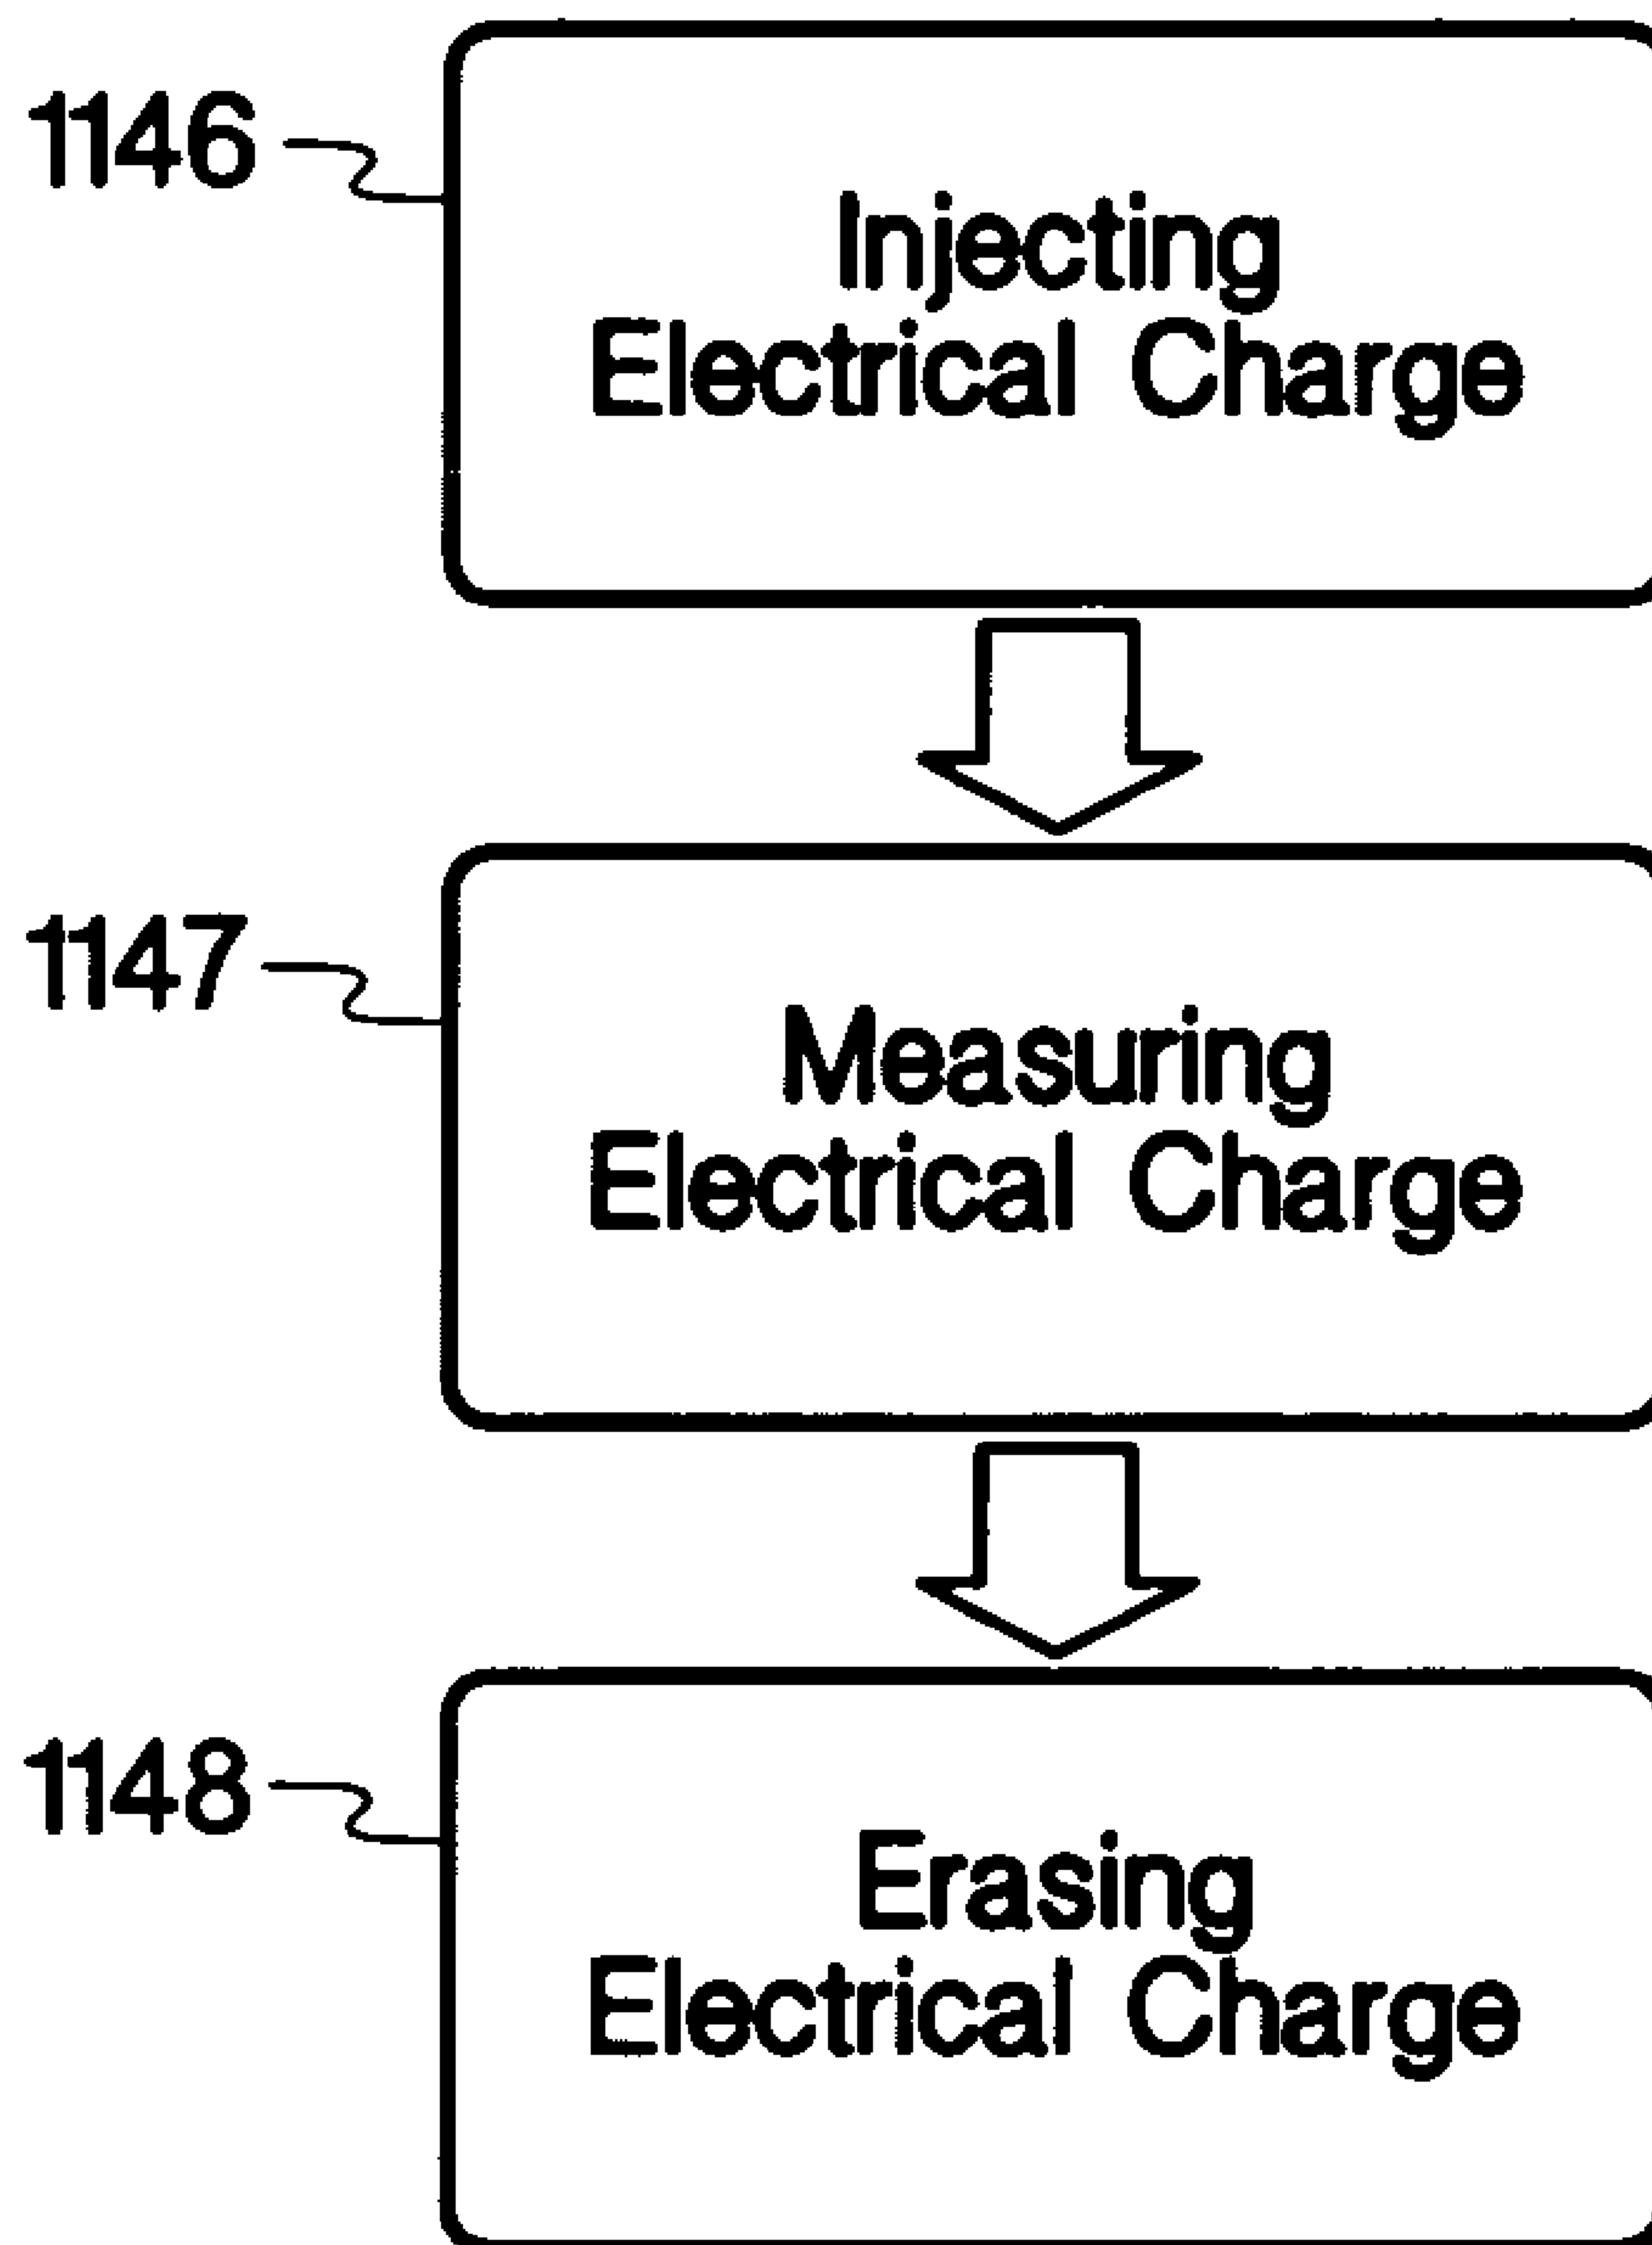 1146
Injecting
Electrical Charge
1147
Measuring
Electrical Charge
1148
Erasing
Electrical Charge